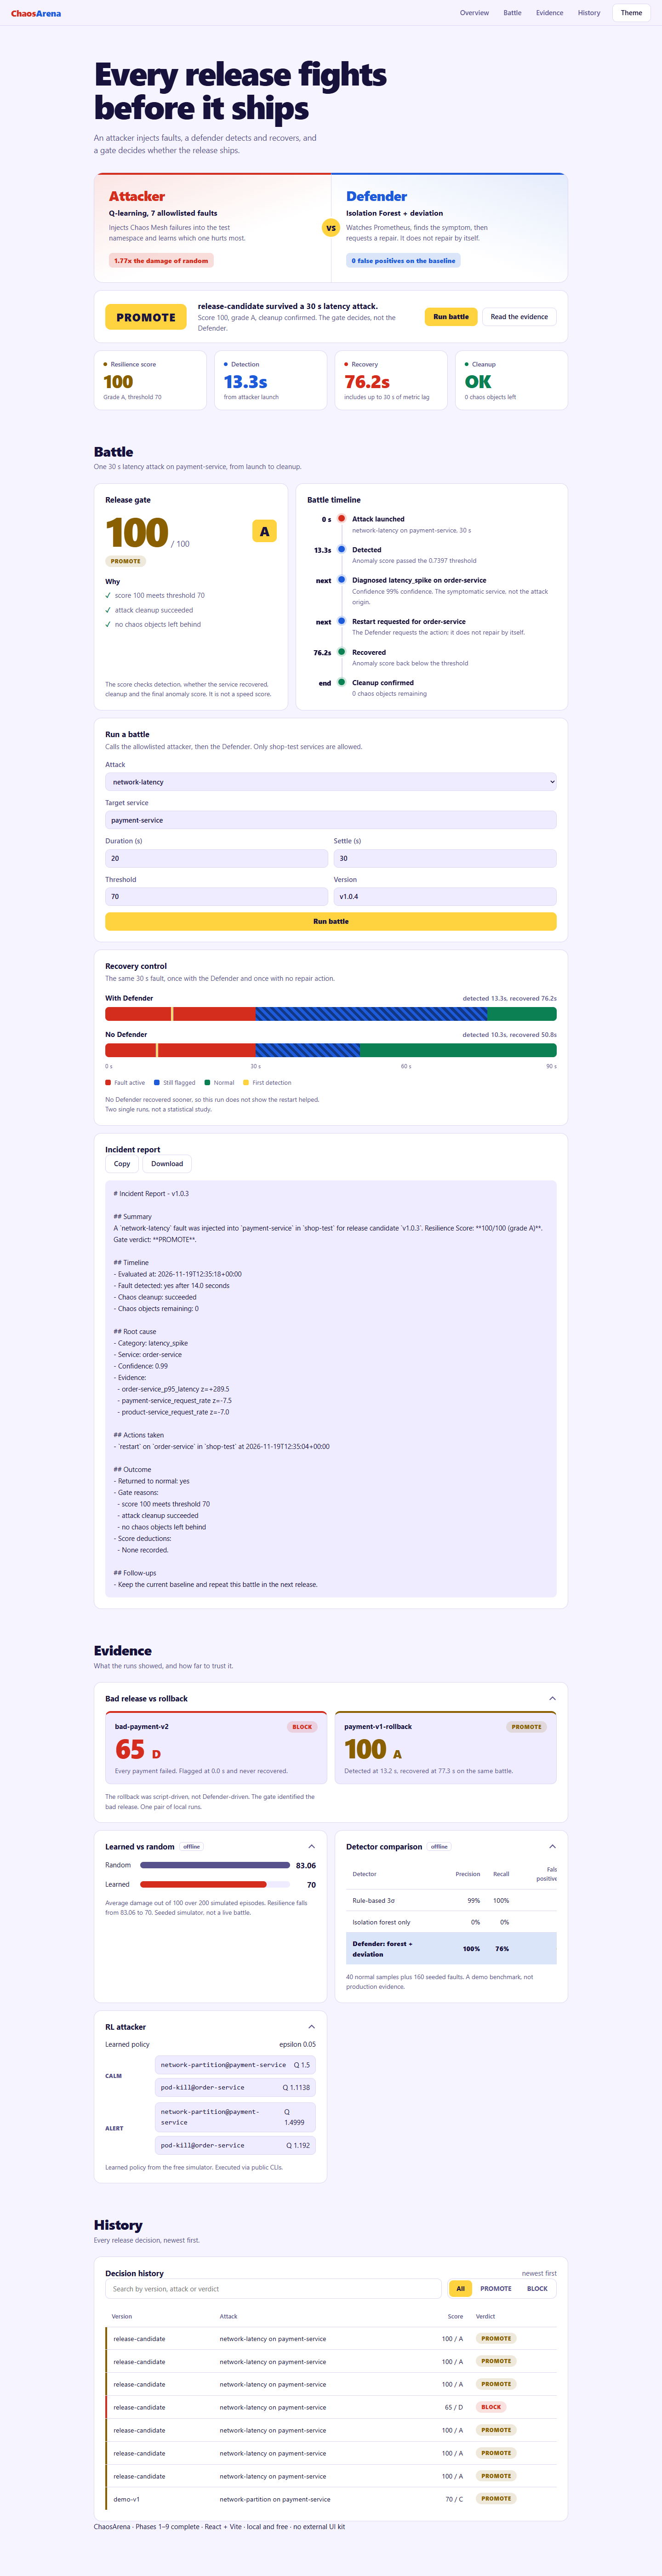 ChaosArena
Overview
Battle
Evidence
History
Theme
Every release fights
before it ships
An attacker injects faults, a defender detects and recovers, and
a gate decides whether the release ships.
Attacker
Q-learning, 7 allowlisted faults
Injects Chaos Mesh failures into the test
namespace and learns which one hurts most.
1.77x the damage of random
VS
Defender
Isolation Forest + deviation
Watches Prometheus, finds the symptom, then
requests a repair. It does not repair by itself.
0 false positives on the baseline
PROMOTE
release-candidate survived a 30 s latency attack.
Score 100, grade A, cleanup confirmed. The gate decides, not the
Defender.
Run battle
Read the evidence
Resilience score
100
Grade A, threshold 70
Detection
13.3s
from attacker launch
Recovery
76.2s
includes up to 30 s of metric lag
Cleanup
OK
0 chaos objects left
Battle
One 30 s latency attack on payment-service, from launch to cleanup.
Release gate
100 / 100
A
PROMOTE
Why
✓ score 100 meets threshold 70
✓ attack cleanup succeeded
✓ no chaos objects left behind
The score checks detection, whether the service recovered,
cleanup and the final anomaly score. It is not a speed score.
Battle timeline
0 s Attack launched
network-latency on payment-service, 30 s
13.3s Detected
Anomaly score passed the 0.7397 threshold
next Diagnosed latency_spike on order-service
Confidence 99% confidence. The symptomatic service, not the attack
origin.
next Restart requested for order-service
The Defender requests the action: it does not repair by itself.
76.2s Recovered
Anomaly score back below the threshold
end Cleanup confirmed
0 chaos objects remaining
Run a battle
Calls the allowlisted attacker, then the Defender. Only shop-test services are allowed.
Attack
network-latency
Target service
payment-service
Duration (s)
20
Settle (s)
30
Threshold
70
Version
v1.0.4
Run battle
Recovery control
The same 30 s fault, once with the Defender and once with no repair action.
With Defender
detected 13.3s, recovered 76.2s
No Defender
detected 10.3s, recovered 50.8s
0 s 30 s 60 s 90 s
Fault active Still flagged Normal First detection
No Defender recovered sooner, so this run does not show the restart helped.
Two single runs, not a statistical study.
Incident report
Copy
Download
# Incident Report - v1.0.3
## Summary
A `network-latency` fault was injected into `payment-service` in `shop-test` for release candidate `v1.0.3`. Resilience Score: **100/100 (grade A)**.
Gate verdict: **PROMOTE**.
## Timeline
- Evaluated at: 2026-11-19T12:35:18+00:00
- Fault detected: yes after 14.0 seconds
- Chaos cleanup: succeeded
- Chaos objects remaining: 0
## Root cause
- Category: latency_spike
- Service: order-service
- Confidence: 0.99
- Evidence:
- order-service_p95_latency z=+289.5
- payment-service_request_rate z=-7.5
- product-service_request_rate z=-7.0
## Actions taken
- `restart` on `order-service` in `shop-test` at 2026-11-19T12:35:04+00:00
## Outcome
- Returned to normal: yes
- Gate reasons:
- score 100 meets threshold 70
- attack cleanup succeeded
- no chaos objects left behind
- Score deductions:
- None recorded.
## Follow-ups
- Keep the current baseline and repeat this battle in the next release.
Evidence
What the runs showed, and how far to trust it.
Bad release vs rollback
bad-payment-v2
BLOCK
65 D
Every payment failed. Flagged at 0.0 s and never recovered.
payment-v1-rollback
PROMOTE
100 A
Detected at 13.2 s, recovered at 77.3 s on the same battle.
The rollback was script-driven, not Defender-driven. The gate identified the
bad release. One pair of local runs.
Learned vs random offline
Random 83.06
Learned 70
Average damage out of 100 over 200 simulated episodes. Resilience falls
from 83.06 to 70. Seeded simulator, not a live battle.
Detector comparison offline
Detector Precision Recall Fals
positive
Rule-based 3σ 99% 100%
Isolation forest only 0% 0%
Defender: forest +
deviation 100% 76%
40 normal samples plus 160 seeded faults. A demo benchmark, not
production evidence.
RL attacker
Learned policy epsilon 0.05
CALM
network-partition@payment-service Q 1.5
pod-kill@order-service Q 1.1138
ALERT
network-partition@payment-
service Q
1.4999
pod-kill@order-service Q 1.192
Learned policy from the free simulator. Executed via public CLIs.
History
Every release decision, newest first.
Decision history
newest first
Search by version, attack or verdict
All PROMOTE BLOCK
Version Attack Score Verdict
release-candidate network-latency on payment-service 100 / A PROMOTE
release-candidate network-latency on payment-service 100 / A PROMOTE
release-candidate network-latency on payment-service 100 / A PROMOTE
release-candidate network-latency on payment-service 65 / D BLOCK
release-candidate network-latency on payment-service 100 / A PROMOTE
release-candidate network-latency on payment-service 100 / A PROMOTE
release-candidate network-latency on payment-service 100 / A PROMOTE
demo-v1 network-partition on payment-service 70 / C PROMOTE
ChaosArena · Phases 1–9 complete · React + Vite · local and free · no external UI kit